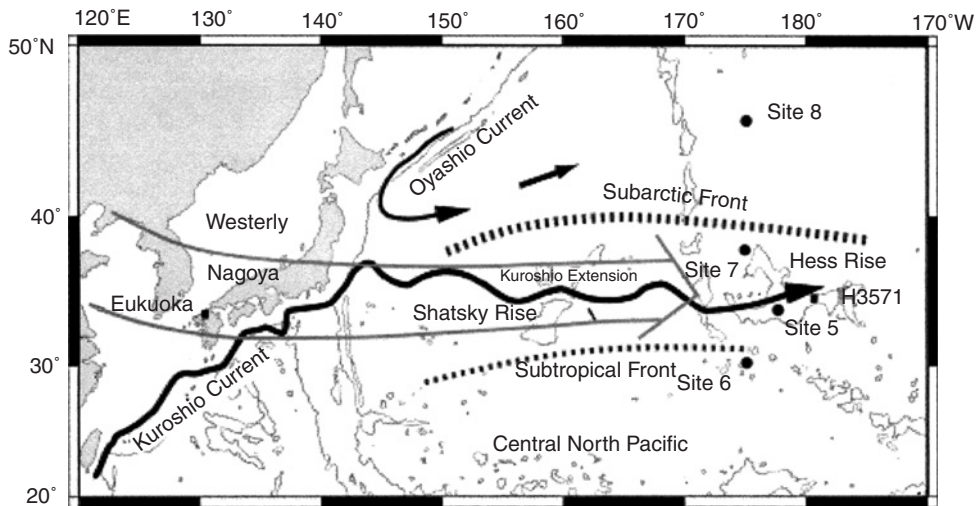 120˚E 130˚ 140˚ 150˚ 160˚ 170˚ 180˚ 170˚W
50˚N
Site 8
Oyashio Current
40˚
Subarctic Front
Westerly
Nagoya
Site 7
Hess Rise
Kuroshio Extension
H3571
Eukuoka
Shatsky Rise
Site 5
30˚
Subtropical Front
Site 6
Kuroshio Current
Central North Pacific
20˚